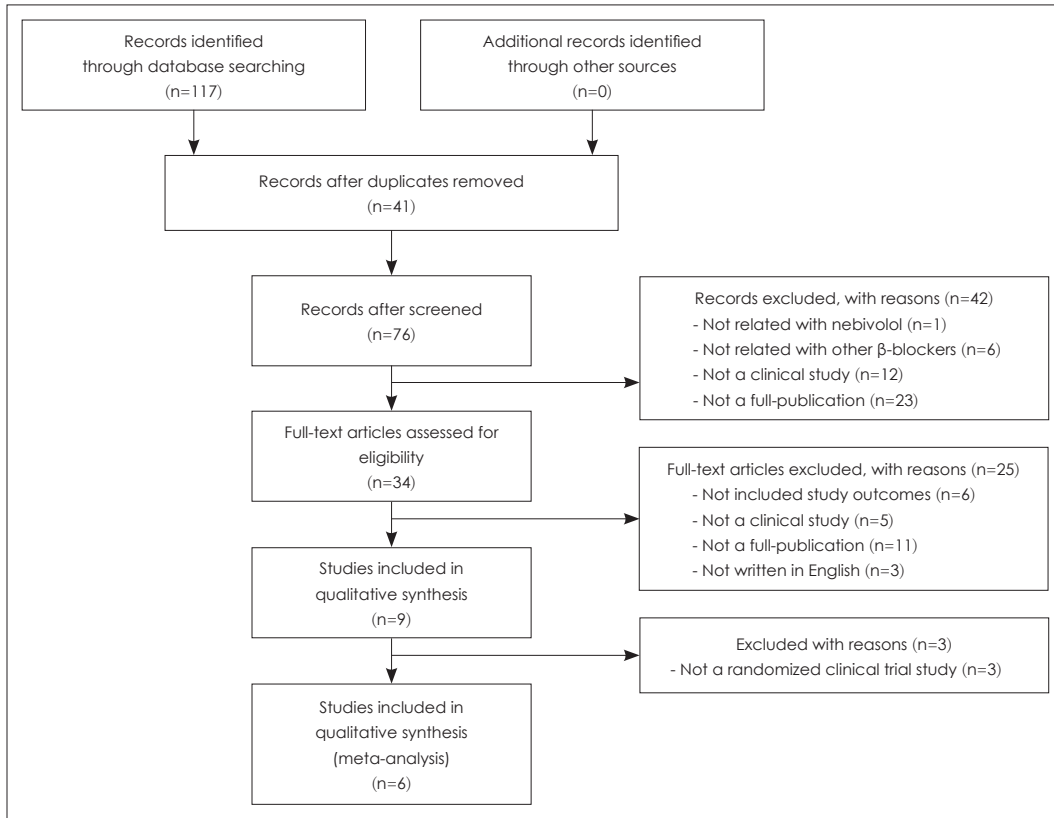 Records identified
through database searching
(n=117)
Additional records identified
through other sources
(n=0)
Records after duplicates removed
(n=41)
Records after screened
(n=76)
Records excluded, with reasons (n=42)
- Not related with nebivolol (n=1)
- Not related with other β-blockers (n=6)
- Not a clinical study (n=12)
- Not a full-publication (n=23)
Full-text articles assessed for
eligibility
(n=34)
Full-text articles excluded, with reasons (n=25)
- Not included study outcomes (n=6)
- Not a clinical study (n=5)
- Not a full-publication (n=11)
- Not written in English (n=3)
Studies included in
qualitative synthesis
(n=9)
Excluded with reasons (n=3)
- Not a randomized clinical trial study (n=3)
Studies included in
qualitative synthesis
(meta-analysis)
(n=6)